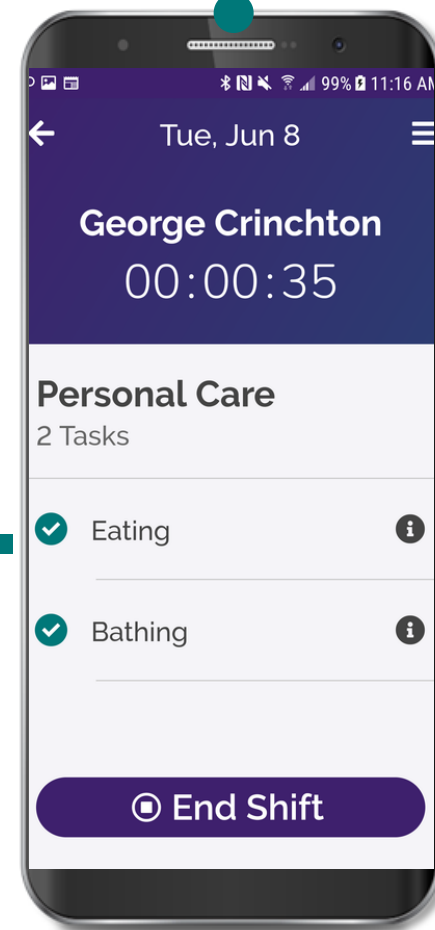 99% 11:16 AM
Tue, Jun 8
George Crinchton
00:00:35
Personal Care
2 Tasks
Eating
Bathing
End Shift